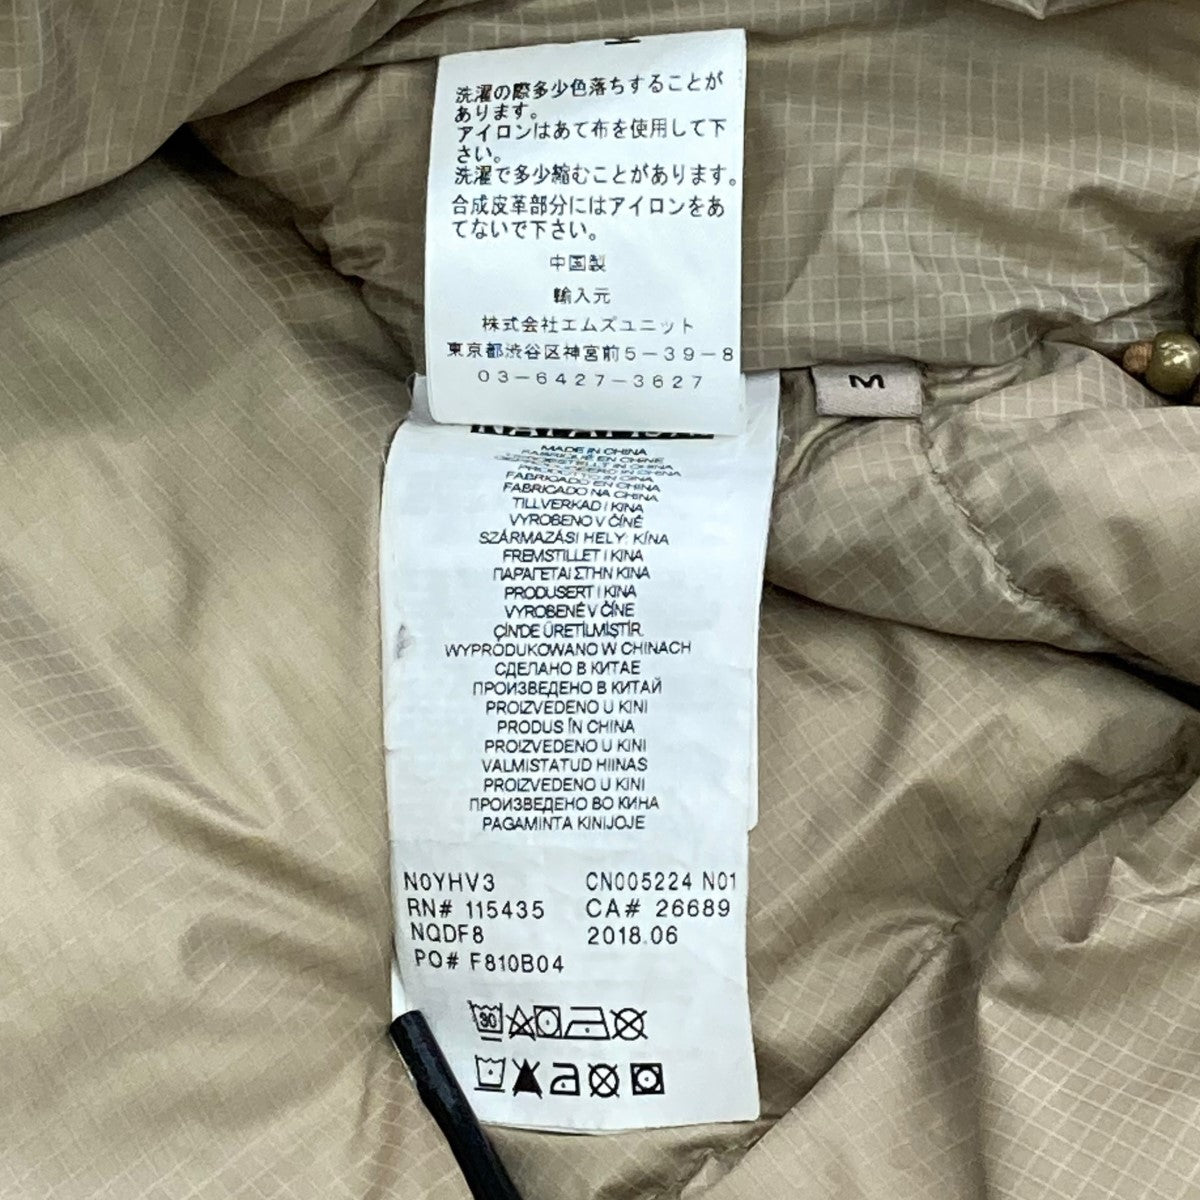 洗濯の際多少色落ちすることが
あります。
アイロンはあて布を使用して下
さい。
洗濯で多少縮むことがあります。
合成皮革部分にはアイロンをあ
てないで下さい。
中国製
輸入元
株式会社エムズユニット
東京都渋谷区神宮前5-39-8
03-6427-3627
M
MADE IN CHINA
FABRIQUÉ EN CHINE
FABRICADO EN CHINA
FABRICADO NA CHINA
TILLVERKAD I KINA
VYROBENO V ČÍNĚ
SZÁRMAZÁSI HELY: KÍNA
FREMSTILLET I KINA
ΠΑΡΑΓΕΤΑΙ ΣΤΗΝ ΚΙΝΑ
PRODUSERT I KINA
VYROBENÉ V ČÍNE
ÇİN'DE ÜRETİLMİŞTİR.
WYPRODUKOWANO W CHINACH
СДЕЛАНО В КИТАЕ
ПРОИЗВЕДЕНО В КИТАЙ
PROIZVEDENO U KINI
PRODUS ÎN CHINA
PROIZVEDENO U KINI
VALMISTATUD HIINAS
PROIZVEDENO U KINI
ПРОИЗВЕДЕНО ВО КИНА
PAGAMINTA KINIJOJE
N0YHV3 CN005224 N01
RN# 115435 CA# 26689
NQDF8 2018.06
PO# F810B04
30